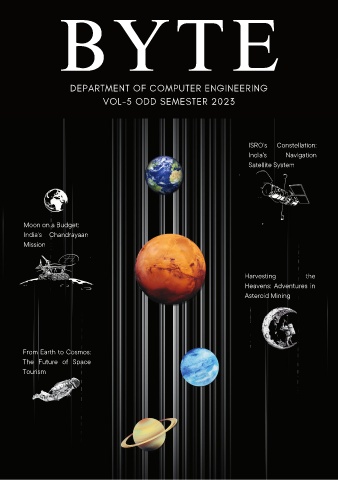 BYTE
DEPARTMENT OF COMPUTER ENGINEERING
VOL-5 ODD SEMESTER 2023
ISRO's Constellation:
India's Navigation
Satellite System
Moon on a Budget:
India's Chandrayaan
Mission
Harvesting the
Heavens: Adventures in
Asteroid Mining
From Earth to Cosmos:
The Future of Space
Tourism